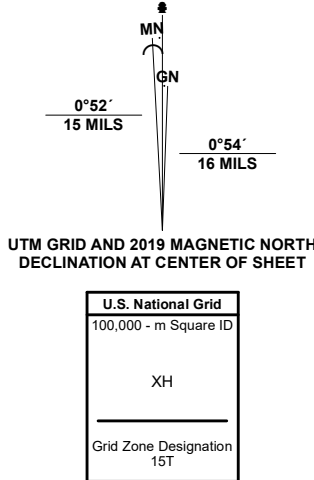 MN
GN
0°52´
15 MILS
0°54´
16 MILS
UTM GRID AND 2019 MAGNETIC NORTH
DECLINATION AT CENTER OF SHEET
U.S. National Grid
100,000 - m Square ID
XH
Grid Zone Designation
15T